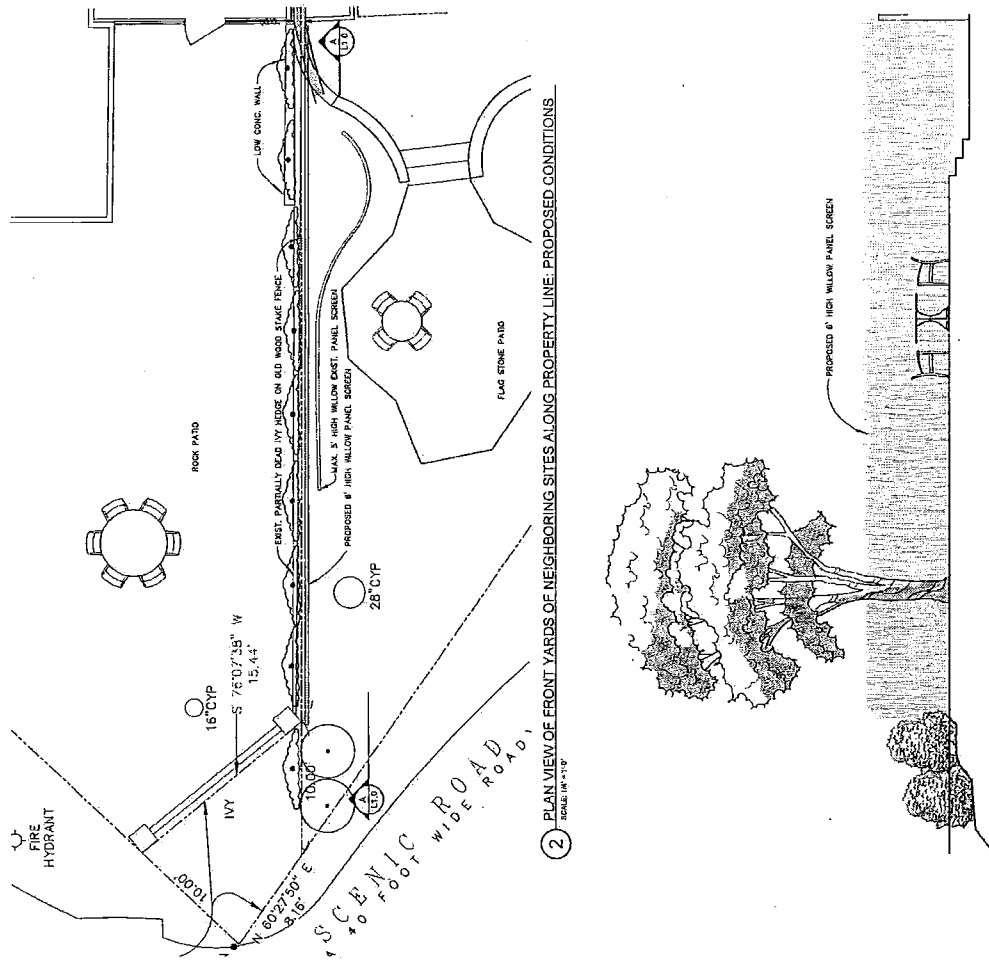 A
L1.0
LOW CONC. WALL
EXIST. PARTIALLY DEAD IVY HEDGE ON OLD WOOD STAKE FENCE
MAX. 5' HIGH WILLOW EXIST. PANEL SCREEN
PROPOSED 6' HIGH WILLOW PANEL SCREEN
ROCK PATIO
FLAG STONE PATIO
28"CYP
16"CYP
S 76°07'38" W
15.44'
IVY
FIRE
HYDRANT
10.00'
10.00'
A
L1.0
N 60°27'50" E
8.16'
SCENIC ROAD
40 FOOT WIDE ROAD
2
PLAN VIEW OF FRONT YARDS OF NEIGHBORING SITES ALONG PROPERTY LINE: PROPOSED CONDITIONS
SCALE: 1/4"=1'-0"
PROPOSED 6' HIGH WILLOW PANEL SCREEN